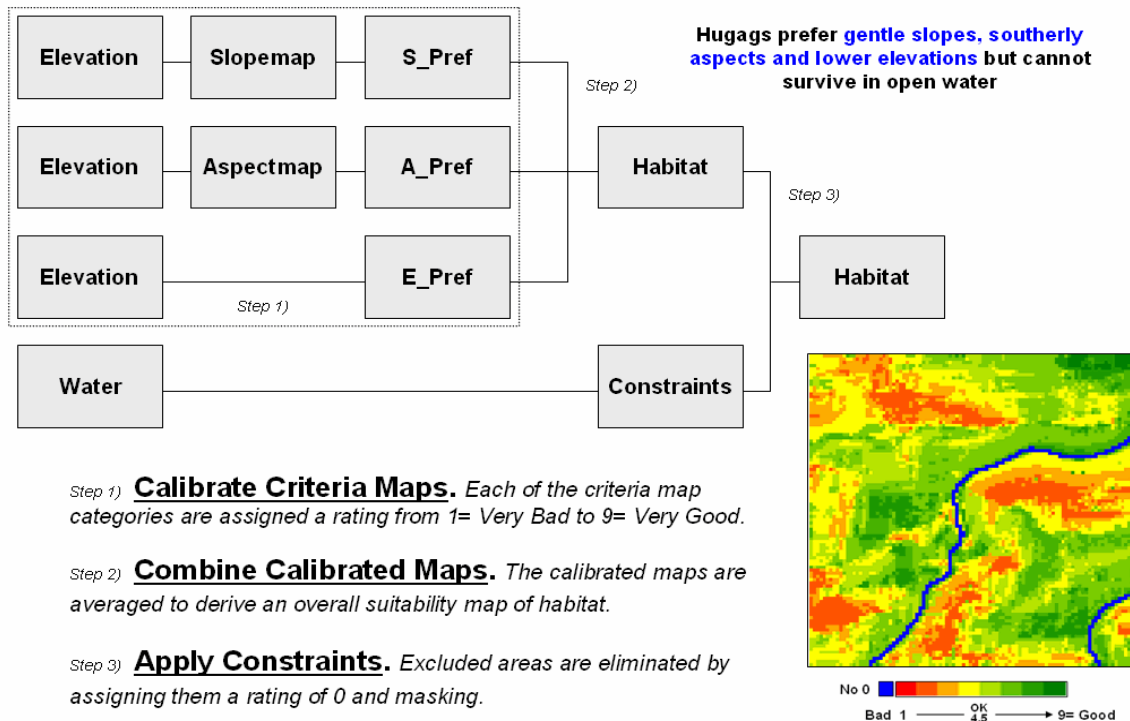 Hugags prefer gentle slopes, southerly
aspects and lower elevations but cannot
survive in open water
Elevation
Slopemap
S_Pref
Step 2)
Elevation
Aspectmap
A_Pref
Habitat
Step 3)
Elevation
E_Pref
Step 1)
Habitat
Water
Constraints
Step 1) Calibrate Criteria Maps. Each of the criteria map
categories are assigned a rating from 1= Very Bad to 9= Very Good.
Step 2) Combine Calibrated Maps. The calibrated maps are
averaged to derive an overall suitability map of habitat.
Step 3) Apply Constraints. Excluded areas are eliminated by
assigning them a rating of 0 and masking.
No 0
Bad 1 OK 9= Good
4.5